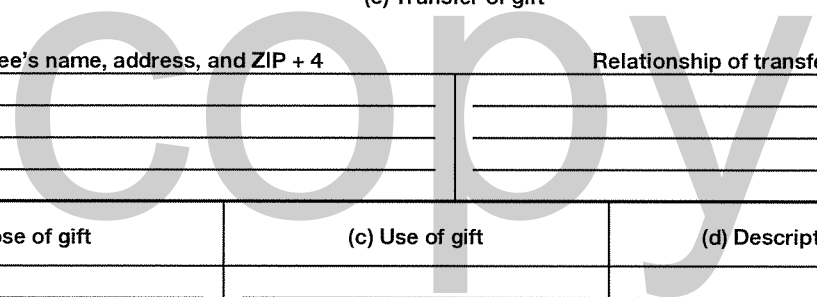 (e) Transfer of gift
ee's name, address, and ZIP + 4 Relationship of transfe
ose of gift (c) Use of gift (d) Descript
copy